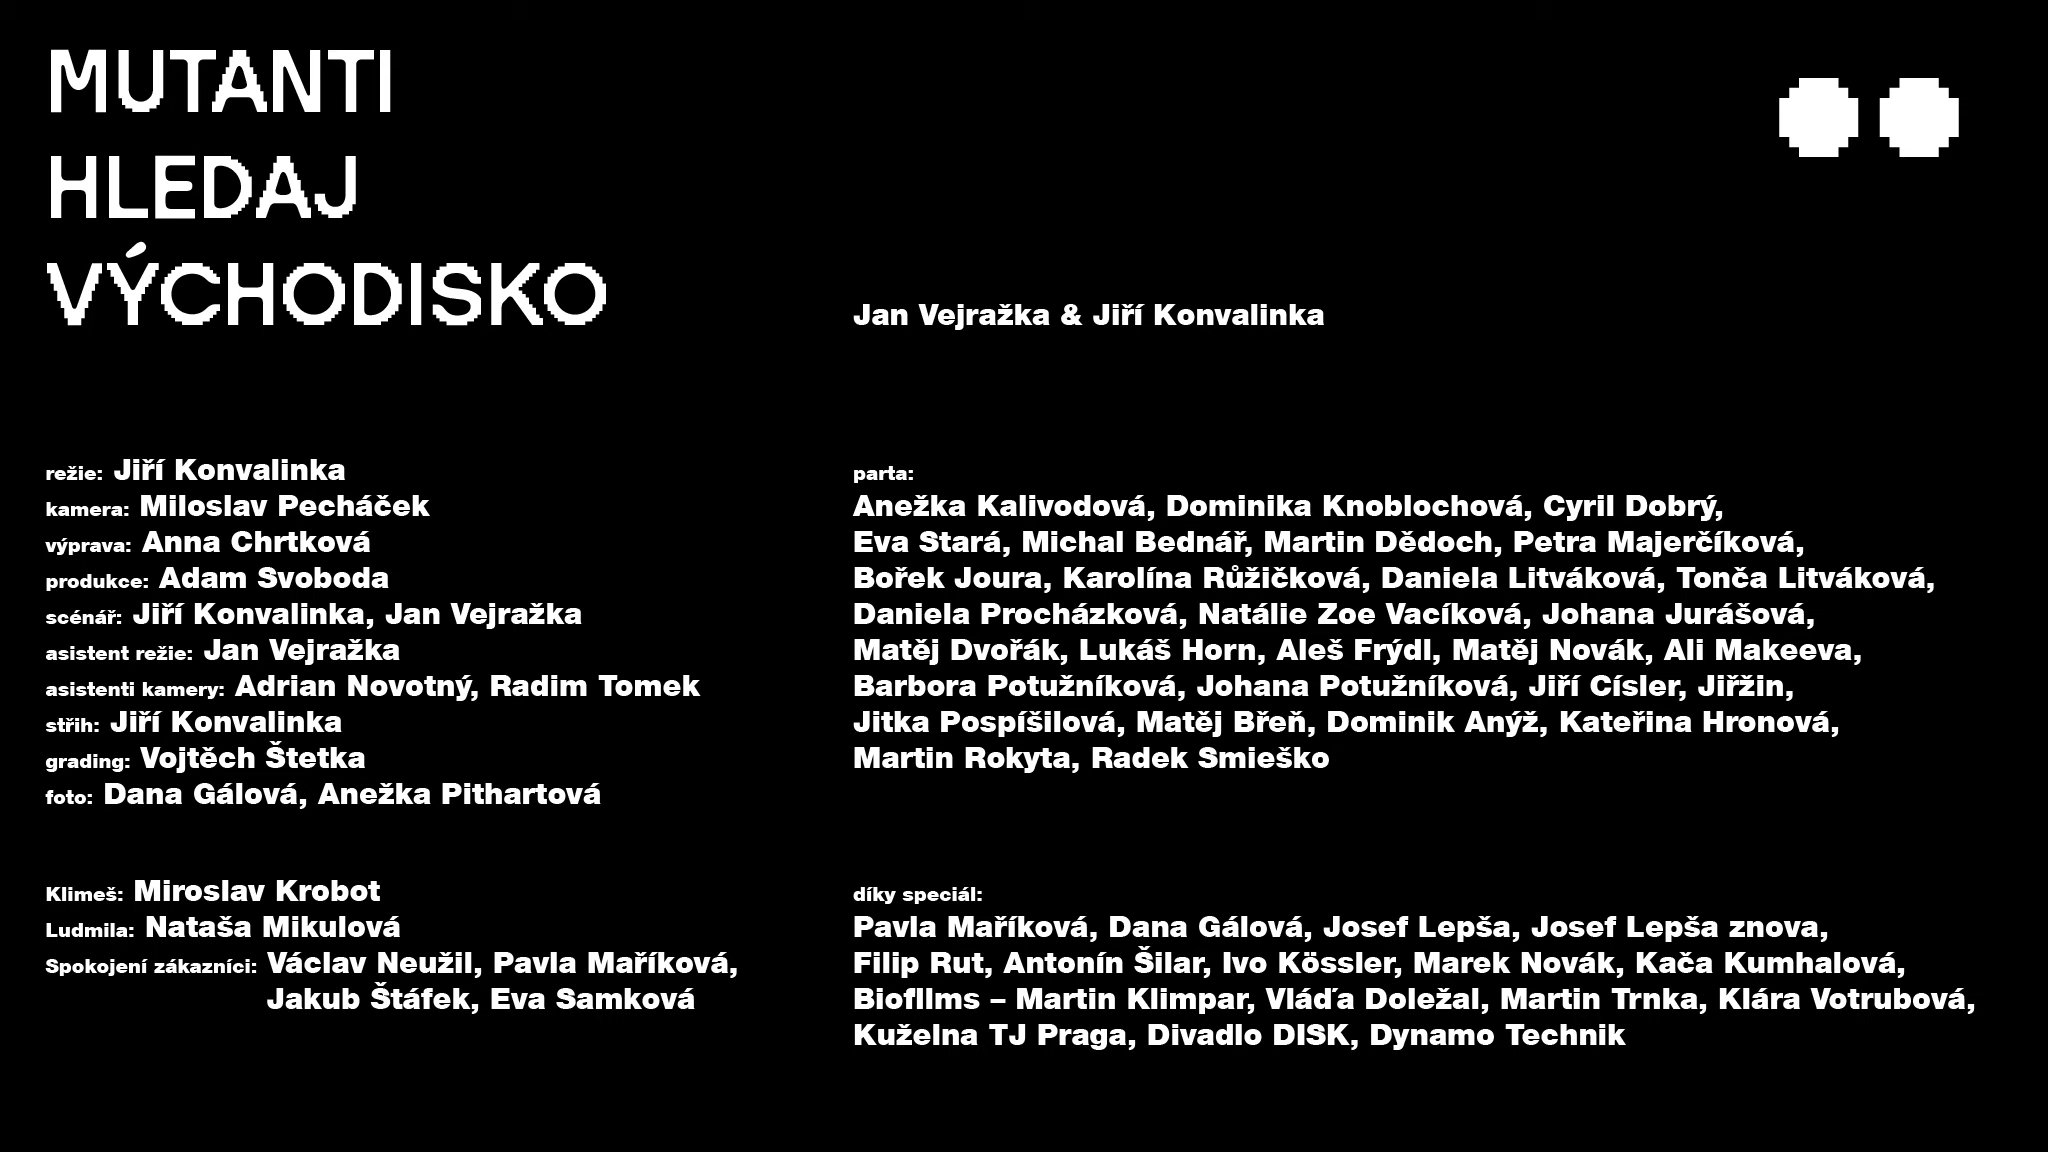 MUTANTI
HLEDAJ
VÝCHODISKO
Jan Vejražka & Jiří Konvalinka
režie: Jiří Konvalinka
kamera: Miloslav Pecháček
výprava: Anna Chrtková
produkce: Adam Svoboda
scénář: Jiří Konvalinka, Jan Vejražka
asistent režie: Jan Vejražka
asistenti kamery: Adrian Novotný, Radim Tomek
střih: Jiří Konvalinka
grading: Vojtěch Štetka
foto: Dana Gálová, Anežka Pithartová
parta:
Anežka Kalivodová, Dominika Knoblochová, Cyril Dobrý,
Eva Stará, Michal Bednář, Martin Dědoch, Petra Majerčíková,
Bořek Joura, Karolína Růžičková, Daniela Litváková, Tonča Litváková,
Daniela Procházková, Natálie Zoe Vacíková, Johana Jurášová,
Matěj Dvořák, Lukáš Horn, Aleš Frýdl, Matěj Novák, Ali Makeeva,
Barbora Potužníková, Johana Potužníková, Jiří Císler, Jiřžin,
Jitka Pospíšilová, Matěj Břeň, Dominik Anýž, Kateřina Hronová,
Martin Rokyta, Radek Smieško
Klimeš: Miroslav Krobot
Ludmila: Nataša Mikulová
Spokojení zákazníci: Václav Neužil, Pavla Maříková,
Jakub Štáfek, Eva Samková
díky speciál:
Pavla Maříková, Dana Gálová, Josef Lepša, Josef Lepša znova,
Filip Rut, Antonín Šilar, Ivo Kössler, Marek Novák, Kača Kumhalová,
Biofilms – Martin Klimpar, Vláďa Doležal, Martin Trnka, Klára Votrubová,
Kuželna TJ Praga, Divadlo DISK, Dynamo Technik